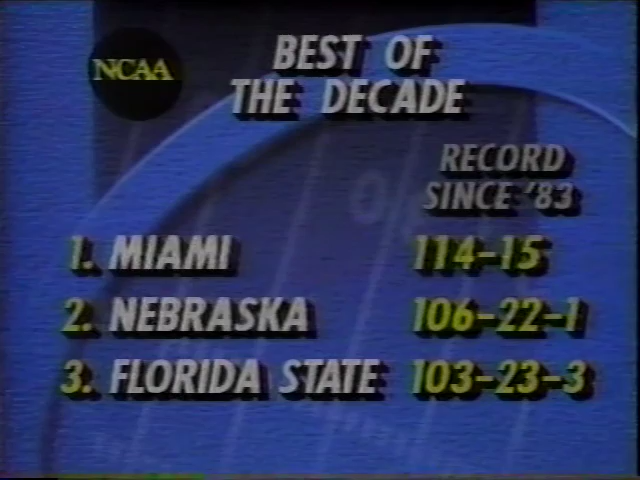 NCAA
BEST OF
THE DECADE
RECORD
SINCE '83
1. MIAMI 114-15
2. NEBRASKA 106-22-1
3. FLORIDA STATE 103-23-3